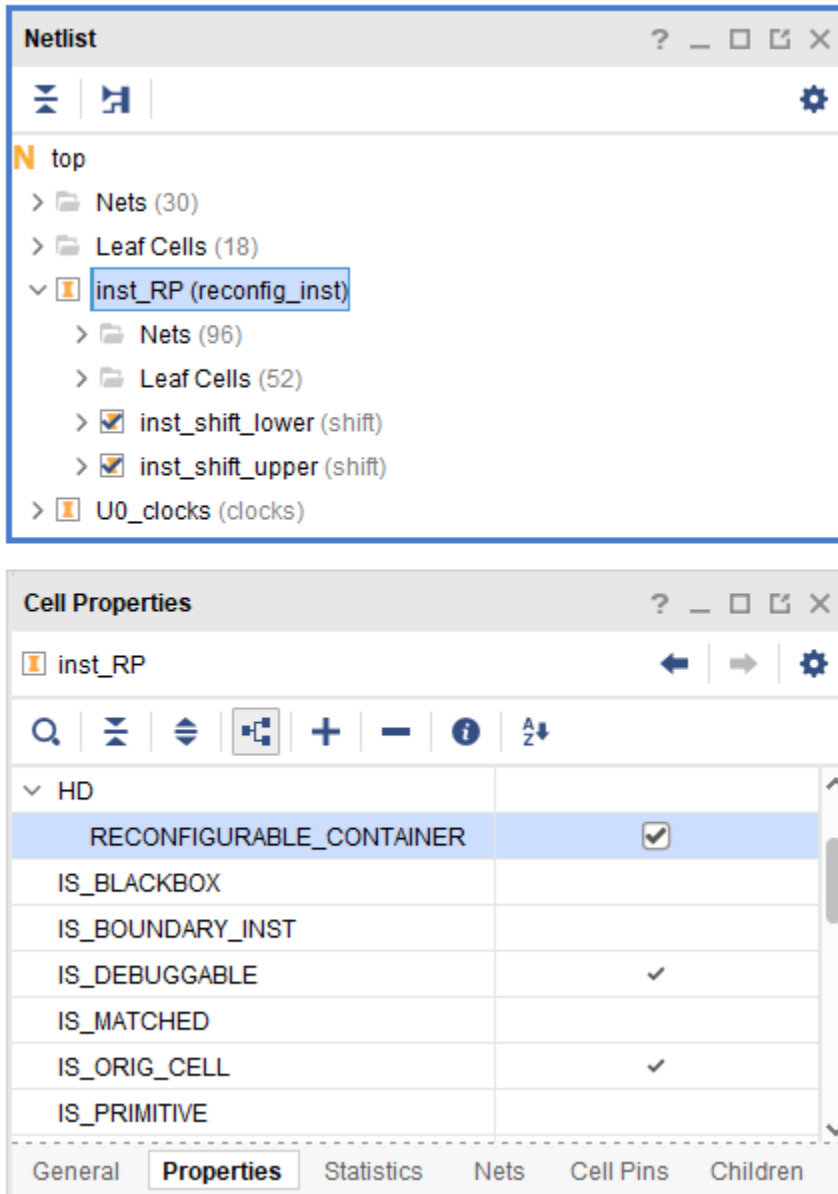 Netlist
N top
Nets (30)
Leaf Cells (18)
inst_RP (reconfig_inst)
Nets (96)
Leaf Cells (52)
inst_shift_lower (shift)
inst_shift_upper (shift)
U0_clocks (clocks)
Cell Properties
inst_RP
HD
RECONFIGURABLE_CONTAINER
IS_BLACKBOX
IS_BOUNDARY_INST
IS_DEBUGGABLE
IS_MATCHED
IS_ORIG_CELL
IS_PRIMITIVE
General Properties Statistics Nets Cell Pins Children